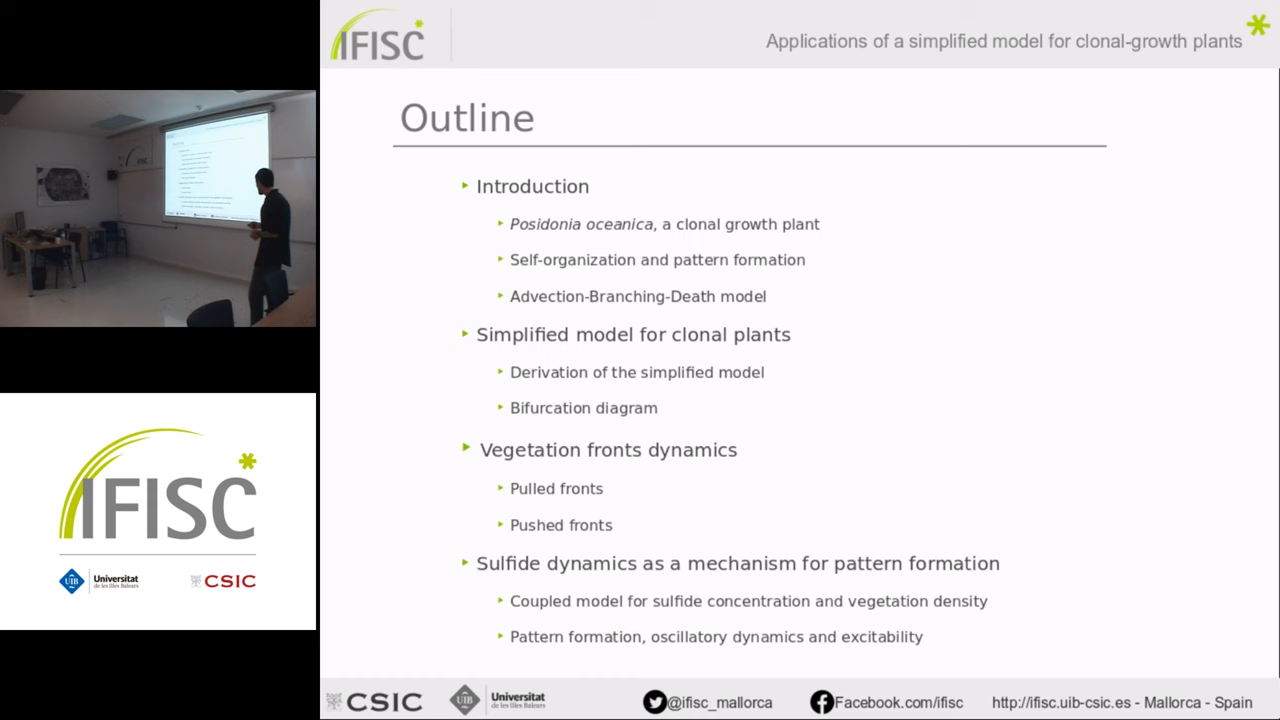 IFISC
Applications of a simplified model for clonal-growth plants
Outline
Introduction
Posidonia oceanica, a clonal growth plant
Self-organization and pattern formation
Advection-Branching-Death model
Simplified model for clonal plants
Derivation of the simplified model
Bifurcation diagram
Vegetation fronts dynamics
Pulled fronts
Pushed fronts
Sulfide dynamics as a mechanism for pattern formation
Coupled model for sulfide concentration and vegetation density
Pattern formation, oscillatory dynamics and excitability
CSIC
UIB
Universitat
de les Illes Balears
@ifisc_mallorca
Facebook.com/ifisc
http://ifisc.uib-csic.es - Mallorca - Spain
IFISC
UIB
Universitat
de les Illes Balears
CSIC